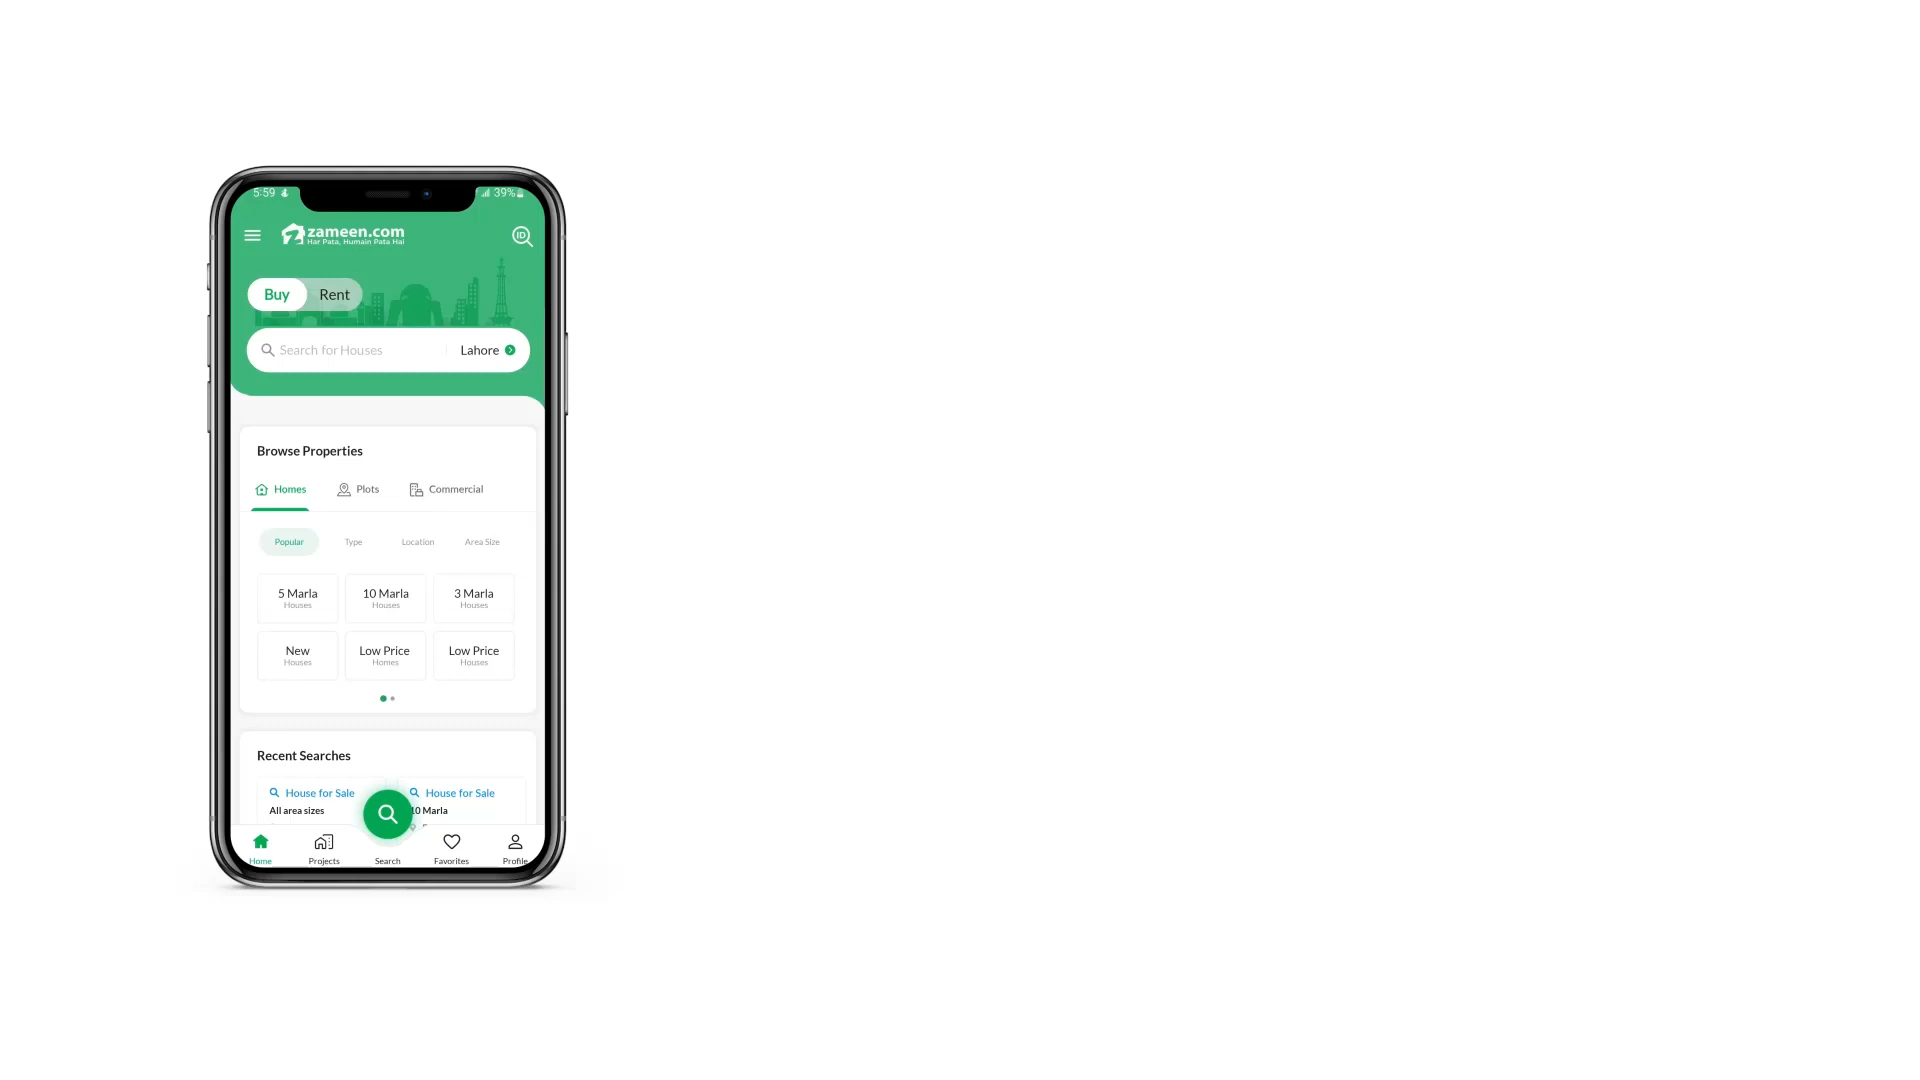 5:59
39%
zameen.com
Har Pata, Humain Pata Hai
ID
Buy Rent
Search for Houses Lahore
Browse Properties
Homes Plots Commercial
Popular Type Location Area Size
5 Marla 10 Marla 3 Marla
Houses Houses Houses
New Low Price Low Price
Houses Homes Houses
Recent Searches
House for Sale House for Sale
All area sizes 10 Marla
Home Projects Search Favorites Profile